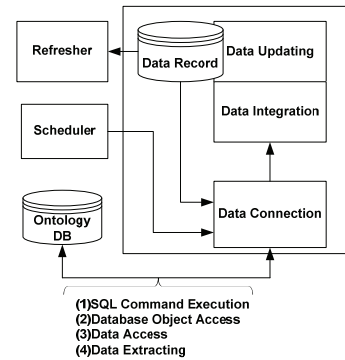 Refresher
Data Record
Data Updating
Data Integration
Scheduler
Data Connection
Ontology
DB
(1)SQL Command Execution
(2)Database Object Access
(3)Data Access
(4)Data Extracting